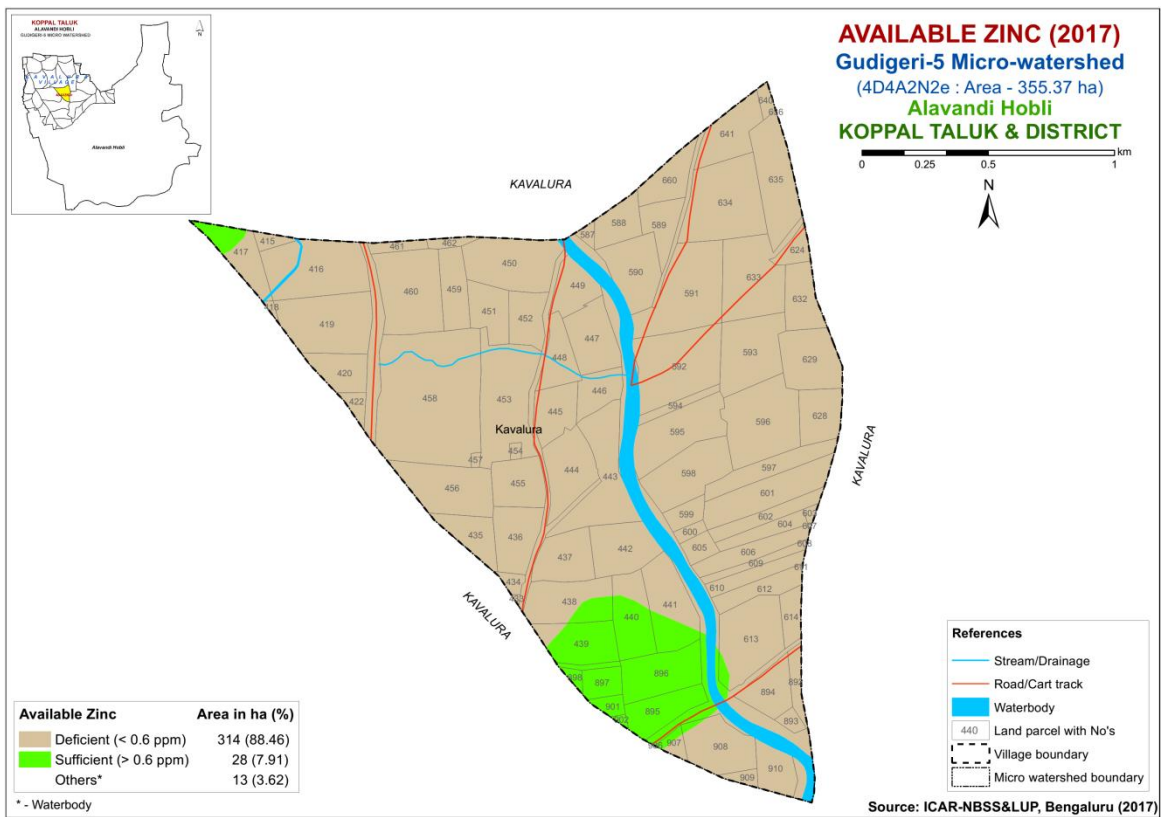 KOPPAL TALUK
ALAVANDI HOBLI
GUDIGERI-5 MICRO WATERSHED
N
KAVALURA
VILLAGE
Alavandi Hobli
AVAILABLE ZINC (2017)
Gudigeri-5 Micro-watershed
(4D4A2N2e : Area - 355.37 ha)
Alavandi Hobli
KOPPAL TALUK & DISTRICT
km
0 0.25 0.5 1
N
KAVALURA
640
641
660
635
634
588
589
587
415
417
461
462
450
416
590
624
633
460
459
449
591
632
419
451
452
447
593
448
629
420
592
458
453
446
422
594
445
596
628
Kavalura
595
KAVALURA
454
457
444
443
598
597
456
455
601
599
602
604
600
435
436
605
606
437
442
609
610
612
434
438
441
440
614
613
KAVALURA
439
896
897
894
901
895
893
907
908
910
909
References
Stream/Drainage
Road/Cart track
Waterbody
440 Land parcel with No's
Village boundary
Micro watershed boundary
Available Zinc Area in ha (%)
Deficient (< 0.6 ppm) 314 (88.46)
Sufficient (> 0.6 ppm) 28 (7.91)
Others* 13 (3.62)
* - Waterbody
Source: ICAR-NBSS&LUP, Bengaluru (2017)